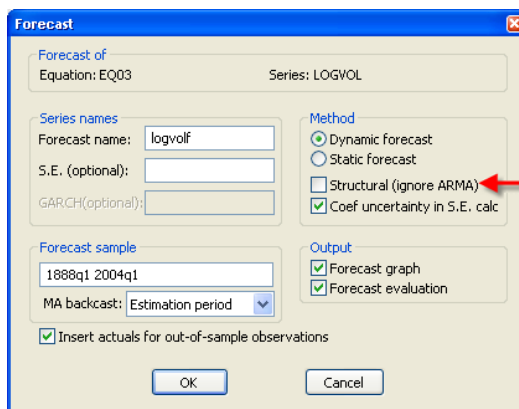 Forecast
Forecast of
Equation: EQ03 Series: LOGVOL
Series names
Forecast name: logvolf
S.E. (optional):
GARCH(optional):
Method
Dynamic forecast
Static forecast
Structural (ignore ARMA)
Coef uncertainty in S.E. calc
Forecast sample
1888q1 2004q1
MA backcast: Estimation period
Output
Forecast graph
Forecast evaluation
Insert actuals for out-of-sample observations
OK Cancel